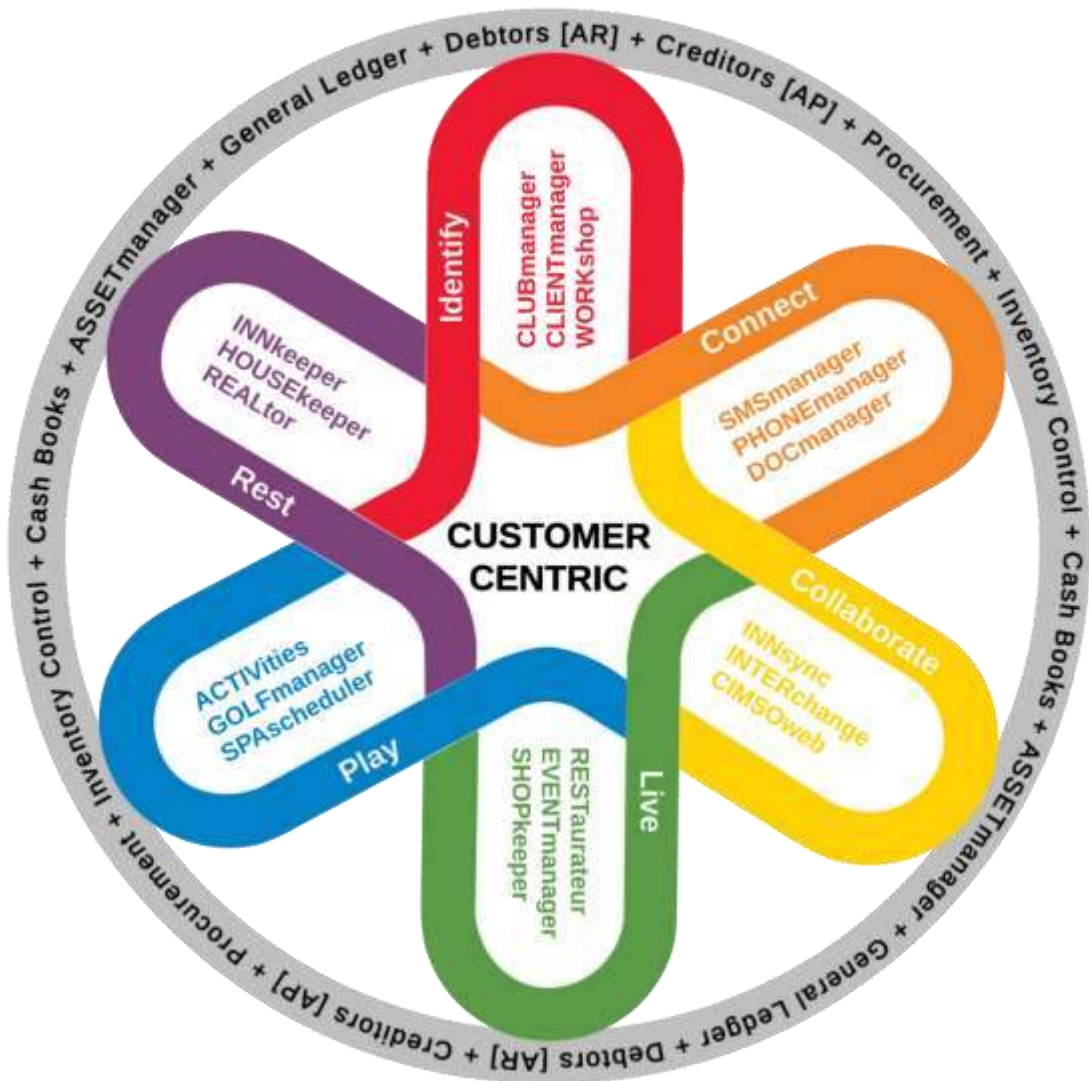 General Ledger + Debtors [AR] + Creditors [AP] + Procurement + Inventory Control + Cash Books + ASSETmanager + General Ledger + Debtors [AR] + Creditors [AP] + Procurement + Inventory Control + Cash Books + ASSETmanager +
Identify
CLUBmanager
CLIENTmanager
WORKshop
Connect
SMSmanager
PHONEmanager
DOCmanager
Collaborate
INNsync
INTERchange
CIMSOweb
Live
RESTaurateur
EVENTmanager
SHOPkeeper
Play
ACTIVities
GOLFmanager
SPAscheduler
Rest
INNkeeper
HOUSEkeeper
REALtor
CUSTOMER
CENTRIC